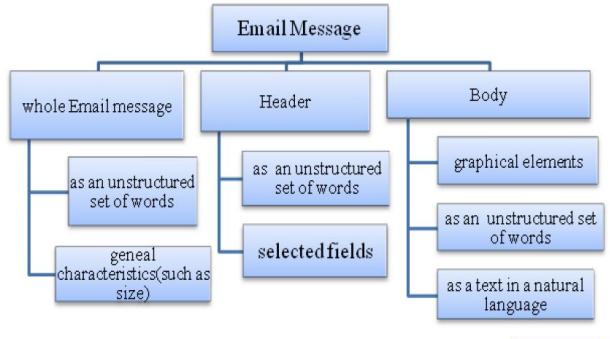 Email Message
whole Email message
as an unstructured
set of words
geneal
characteristics(such as
size)
Header
as an unstructured
set of words
selected fields
Body
graphical elements
as an unstructured set
of words
as a text in a natural
language